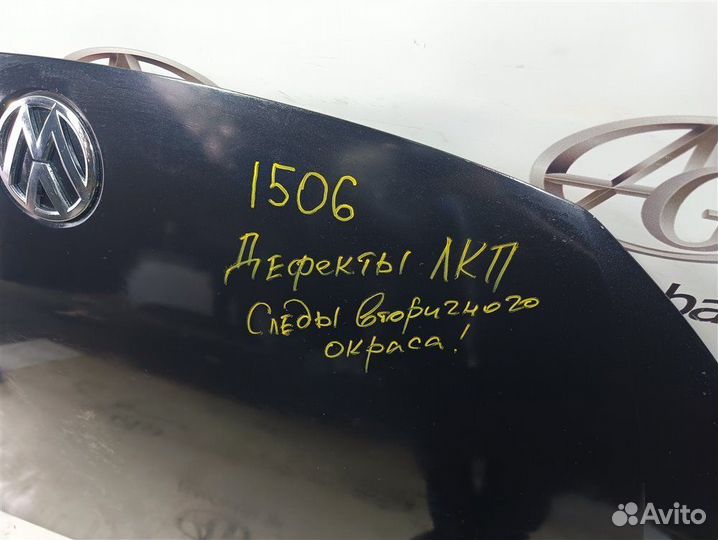 1506
Дефекты ЛКП
Следы вторичного
окраса!
Avito